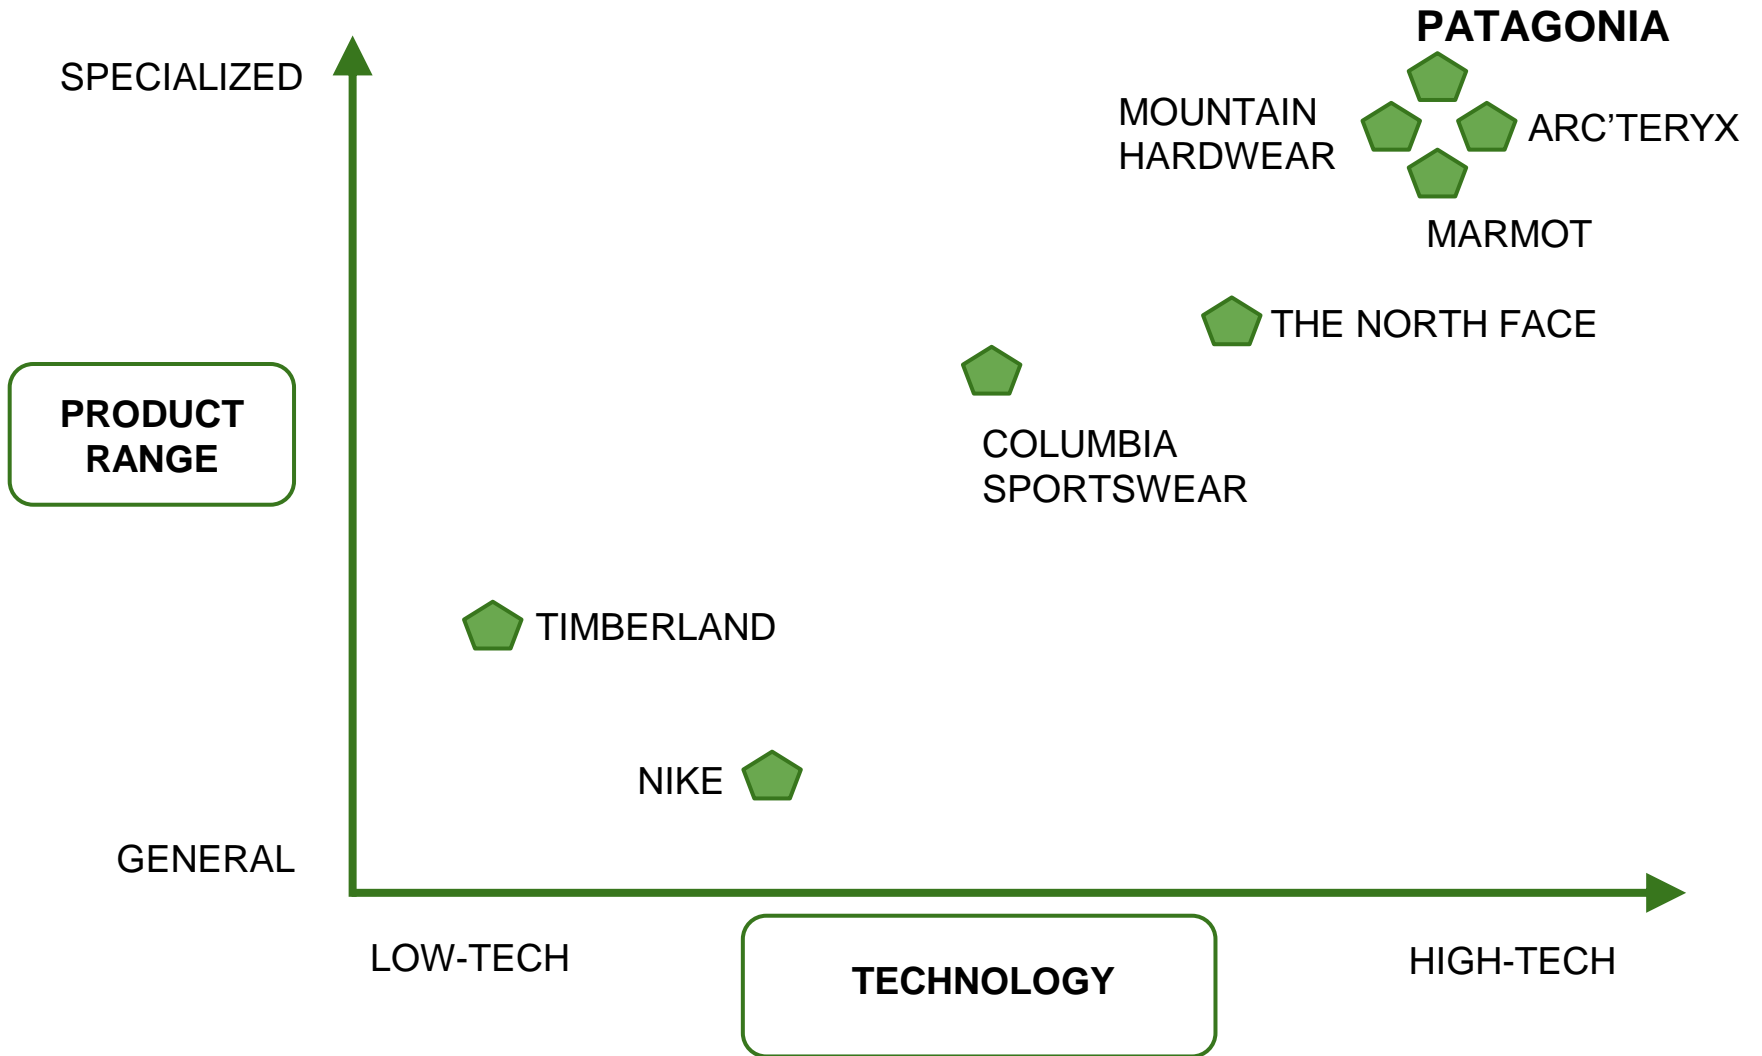 PATAGONIA
SPECIALIZED
MOUNTAIN
HARDWEAR
ARC’TERYX
MARMOT
THE NORTH FACE
PRODUCT
RANGE
COLUMBIA
SPORTSWEAR
TIMBERLAND
NIKE
GENERAL
LOW-TECH
TECHNOLOGY
HIGH-TECH